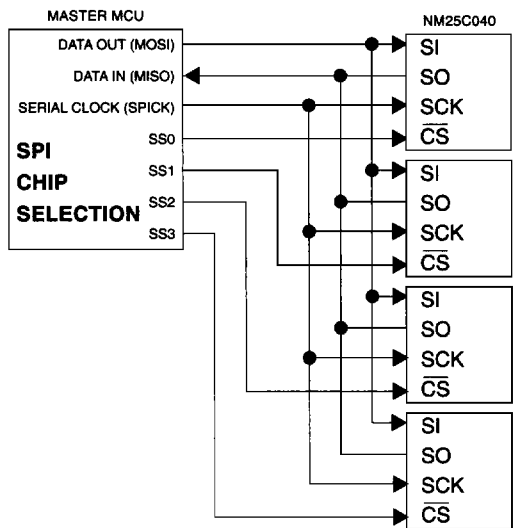 MASTER MCU
DATA OUT (MOSI)
DATA IN (MISO)
SERIAL CLOCK (SPICK)
SS0
SPI
CHIP
SELECTION
SS1
SS2
SS3
NM25C040
SI
SO
SCK
CS
SI
SO
SCK
CS
SI
SO
SCK
CS
SI
SO
SCK
CS